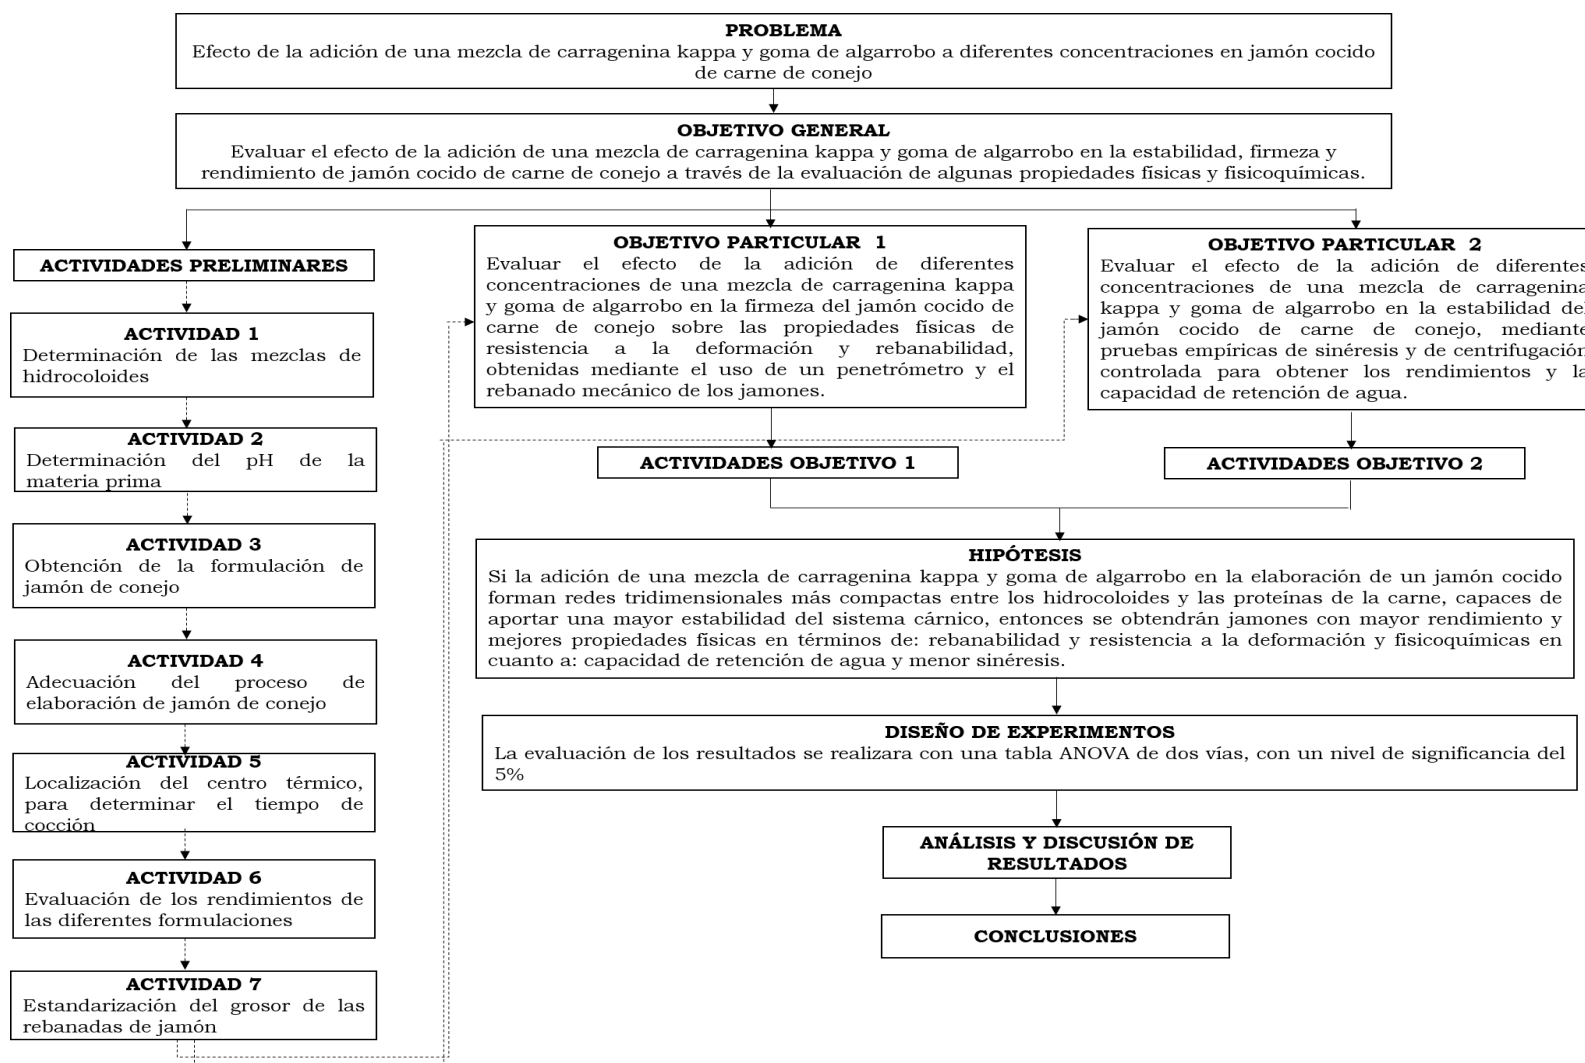 PROBLEMA
Efecto de la adición de una mezcla de carragenina kappa y goma de algarrobo a diferentes concentraciones en jamón cocido
de carne de conejo
OBJETIVO GENERAL
Evaluar el efecto de la adición de una mezcla de carragenina kappa y goma de algarrobo en la estabilidad, firmeza y
rendimiento de jamón cocido de carne de conejo a través de la evaluación de algunas propiedades físicas y fisicoquímicas.
ACTIVIDADES PRELIMINARES
ACTIVIDAD 1
Determinación de las mezclas de
hidrocoloides
ACTIVIDAD 2
Determinación del pH de la
materia prima
ACTIVIDAD 3
Obtención de la formulación de
jamón de conejo
ACTIVIDAD 4
Adecuación del proceso de
elaboración de jamón de conejo
ACTIVIDAD 5
Localización del centro térmico,
para determinar el tiempo de
cocción
ACTIVIDAD 6
Evaluación de los rendimientos de
las diferentes formulaciones
ACTIVIDAD 7
Estandarización del grosor de las
rebanadas de jamón
OBJETIVO PARTICULAR 1
Evaluar el efecto de la adición de diferentes
concentraciones de una mezcla de carragenina kappa
y goma de algarrobo en la firmeza del jamón cocido de
carne de conejo sobre las propiedades físicas de
resistencia a la deformación y rebanabilidad,
obtenidas mediante el uso de un penetrómetro y el
rebanado mecánico de los jamones.
ACTIVIDADES OBJETIVO 1
OBJETIVO PARTICULAR 2
Evaluar el efecto de la adición de diferentes
concentraciones de una mezcla de carragenina
kappa y goma de algarrobo en la estabilidad del
jamón cocido de carne de conejo, mediante
pruebas empíricas de sinéresis y de centrifugación
controlada para obtener los rendimientos y la
capacidad de retención de agua.
ACTIVIDADES OBJETIVO 2
HIPÓTESIS
Si la adición de una mezcla de carragenina kappa y goma de algarrobo en la elaboración de un jamón cocido
forman redes tridimensionales más compactas entre los hidrocoloides y las proteínas de la carne, capaces de
aportar una mayor estabilidad del sistema cárnico, entonces se obtendrán jamones con mayor rendimiento y
mejores propiedades físicas en términos de: rebanabilidad y resistencia a la deformación y fisicoquímicas en
cuanto a: capacidad de retención de agua y menor sinéresis.
DISEÑO DE EXPERIMENTOS
La evaluación de los resultados se realizara con una tabla ANOVA de dos vías, con un nivel de significancia del
5%
ANÁLISIS Y DISCUSIÓN DE
RESULTADOS
CONCLUSIONES